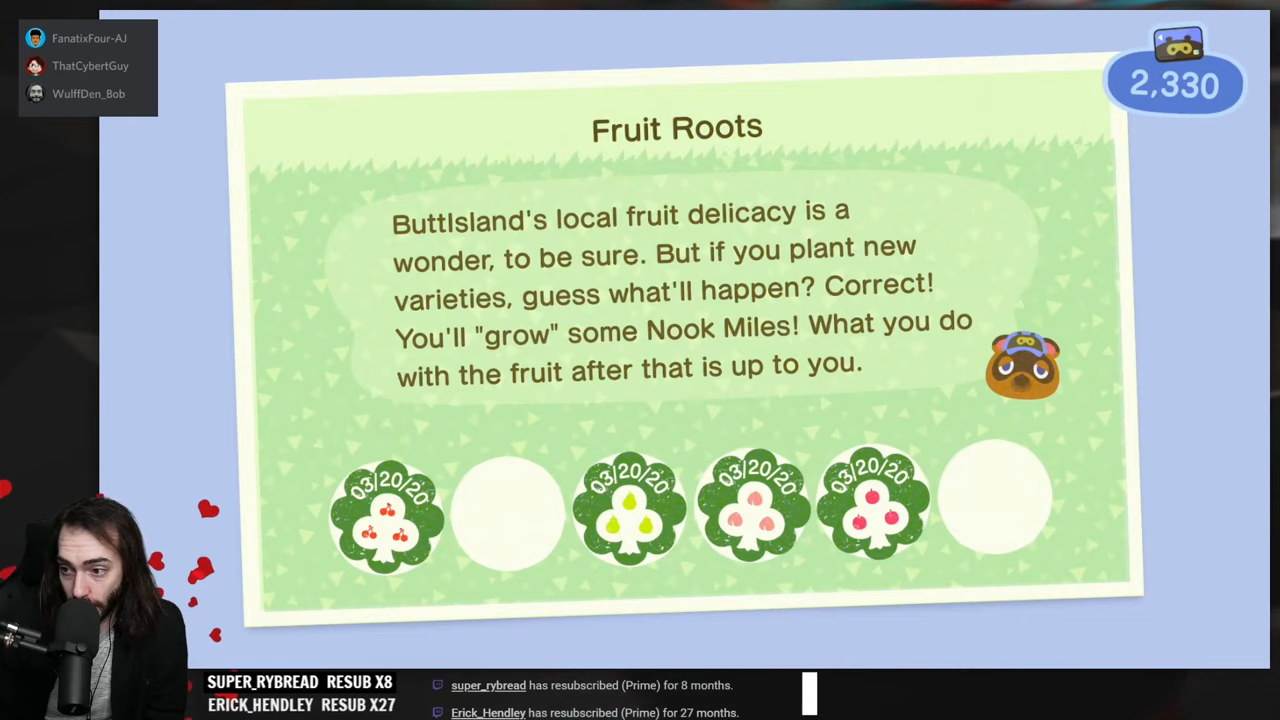 FanatixFour-AJ
ThatCybertGuy
WulffDen_Bob
2,330
Fruit Roots
ButtIsland's local fruit delicacy is a
wonder, to be sure. But if you plant new
varieties, guess what'll happen? Correct!
You'll "grow" some Nook Miles! What you do
with the fruit after that is up to you.
03/20/20
03/20/20
03/20/20
03/20/20
SUPER_RYBREAD RESUB X8
ERICK_HENDLEY RESUB X27
super_rybread has resubscribed (Prime) for 8 months.
Erick_Hendley has resubscribed (Prime) for 27 months.